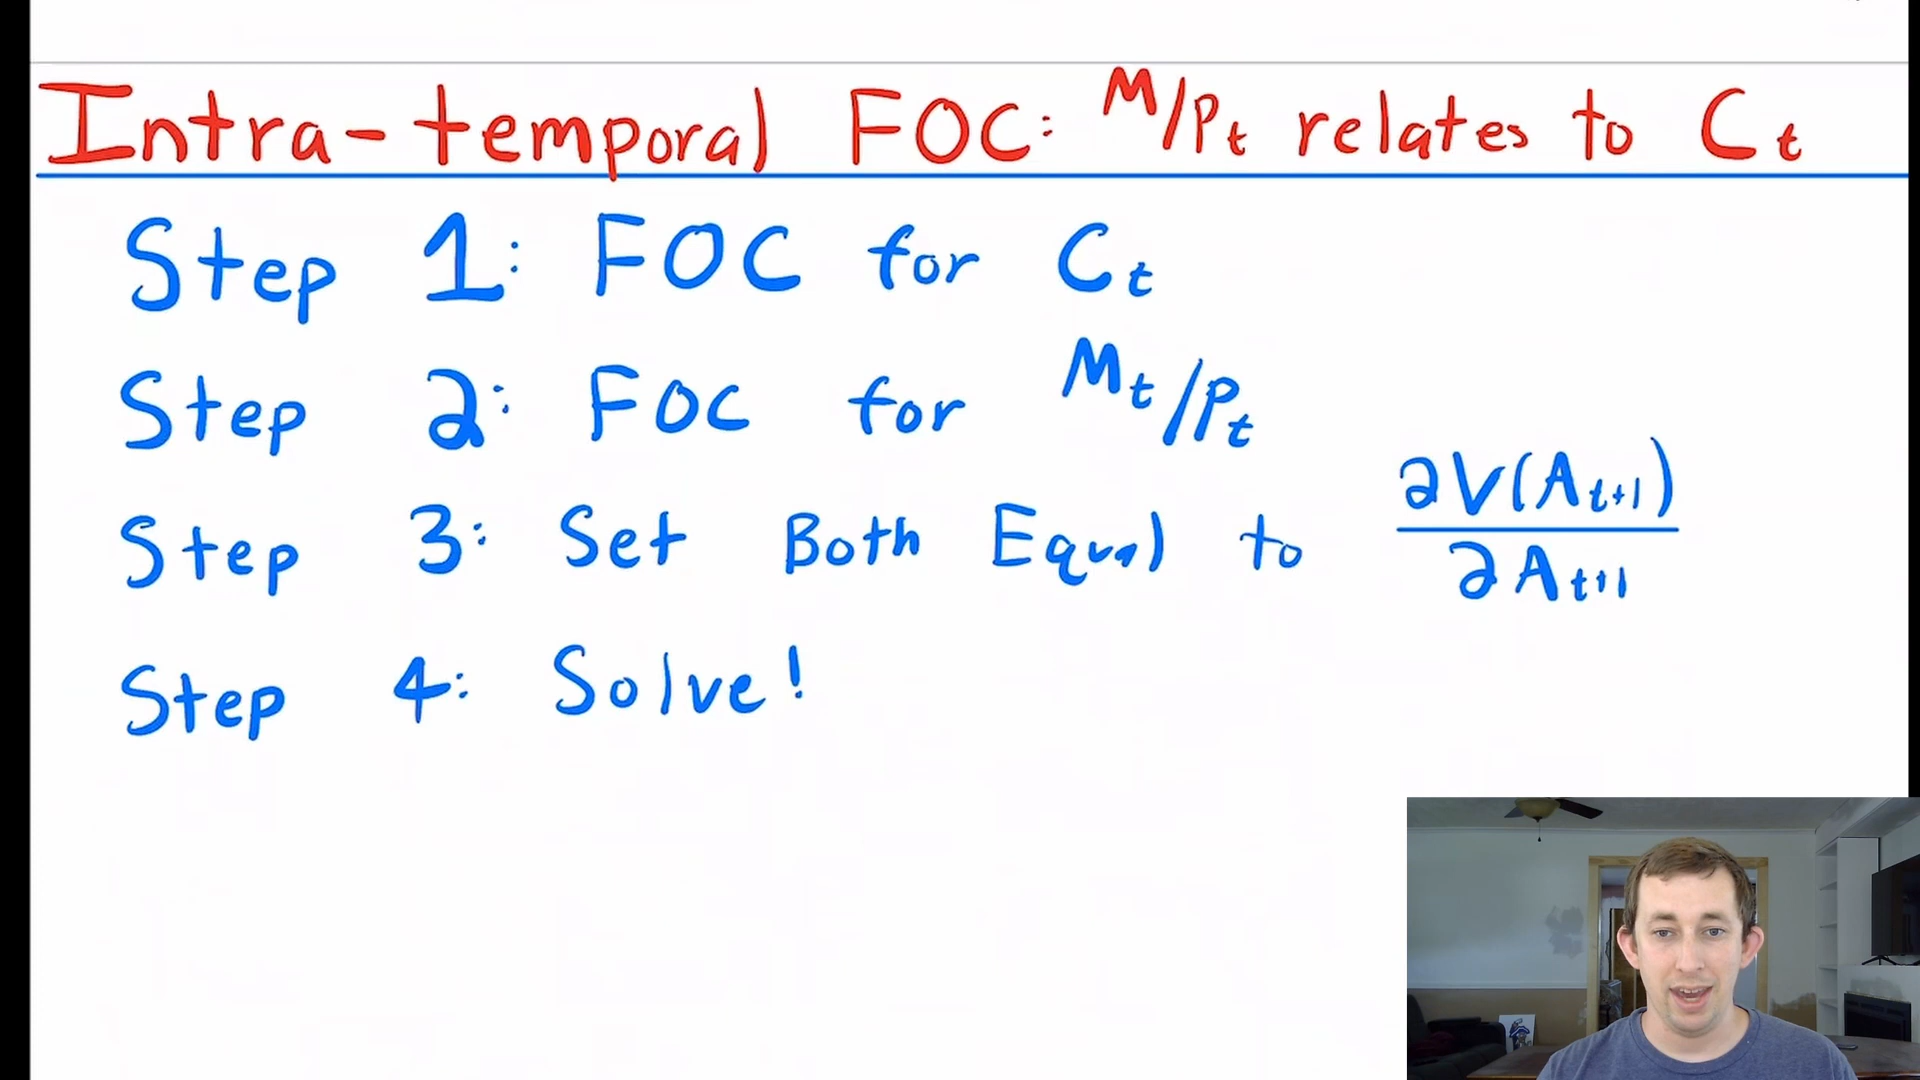 Intra-temporal FOC: M/Pt relates to Ct
Step 1: FOC for Ct
Step 2: FOC for Mt/Pt
Step 3: Set Both Equal to ∂V(At+1)/∂At+1
Step 4: Solve!